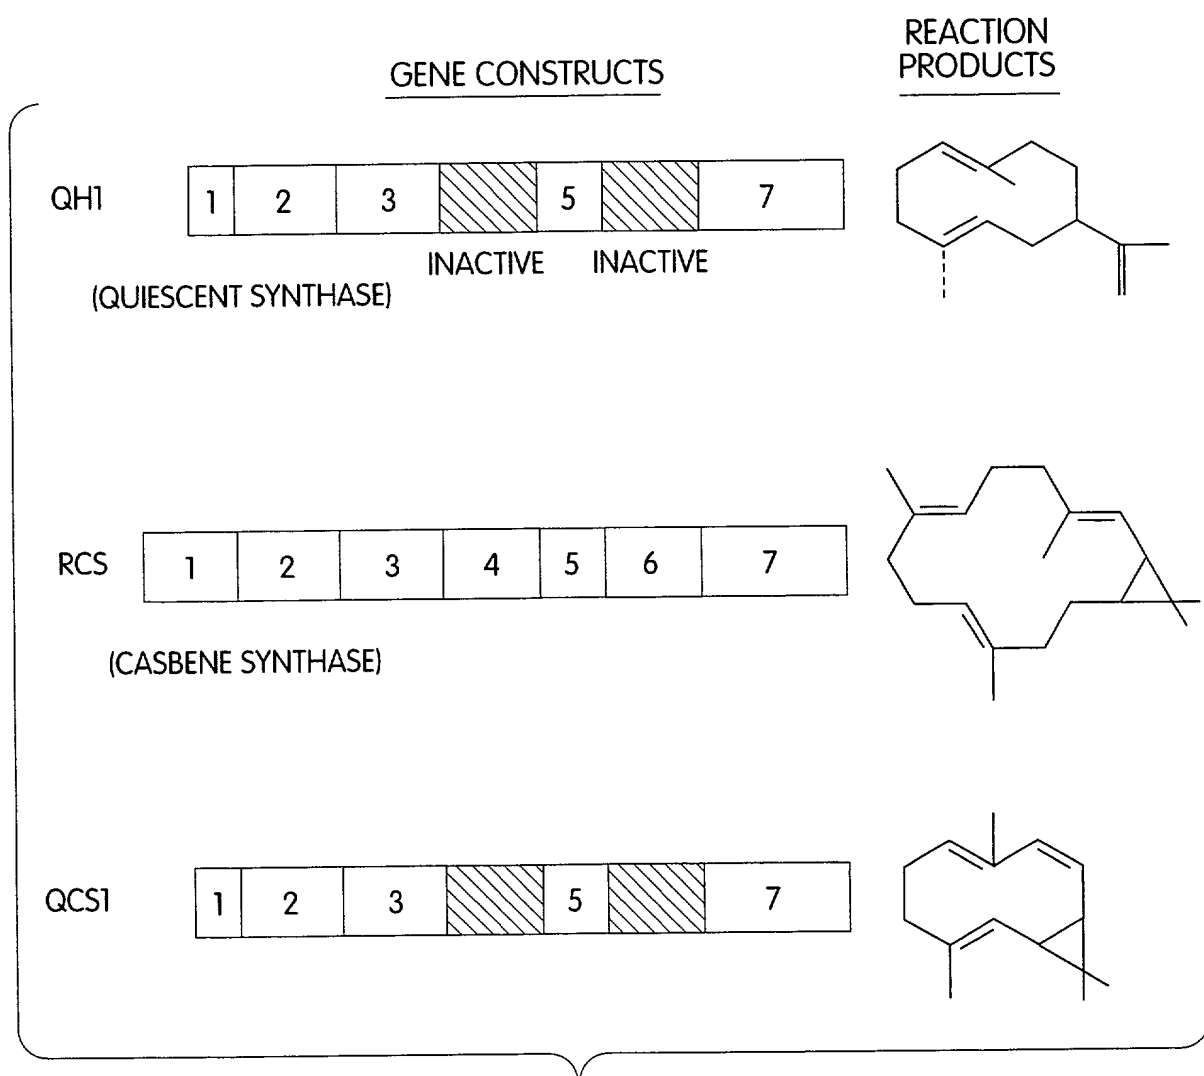 REACTION
PRODUCTS
GENE CONSTRUCTS
QH1
1 2 3 5 7
INACTIVE INACTIVE
(QUIESCENT SYNTHASE)
RCS
1 2 3 4 5 6 7
(CASBENE SYNTHASE)
QCS1
1 2 3 5 7